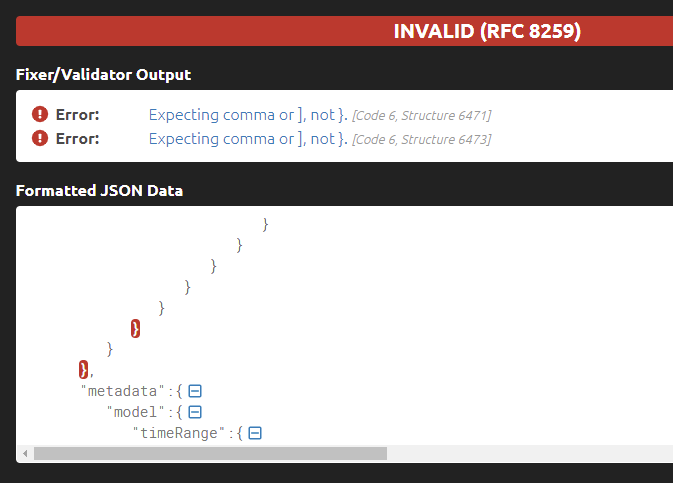 INVALID (RFC 8259)
Fixer/Validator Output
Error: Expecting comma or ], not }. [Code 6, Structure 6471]
Error: Expecting comma or ], not }. [Code 6, Structure 6473]
Formatted JSON Data
}
}
}
}
}
}
}
},
"metadata":{
"model":{
"timeRange":{